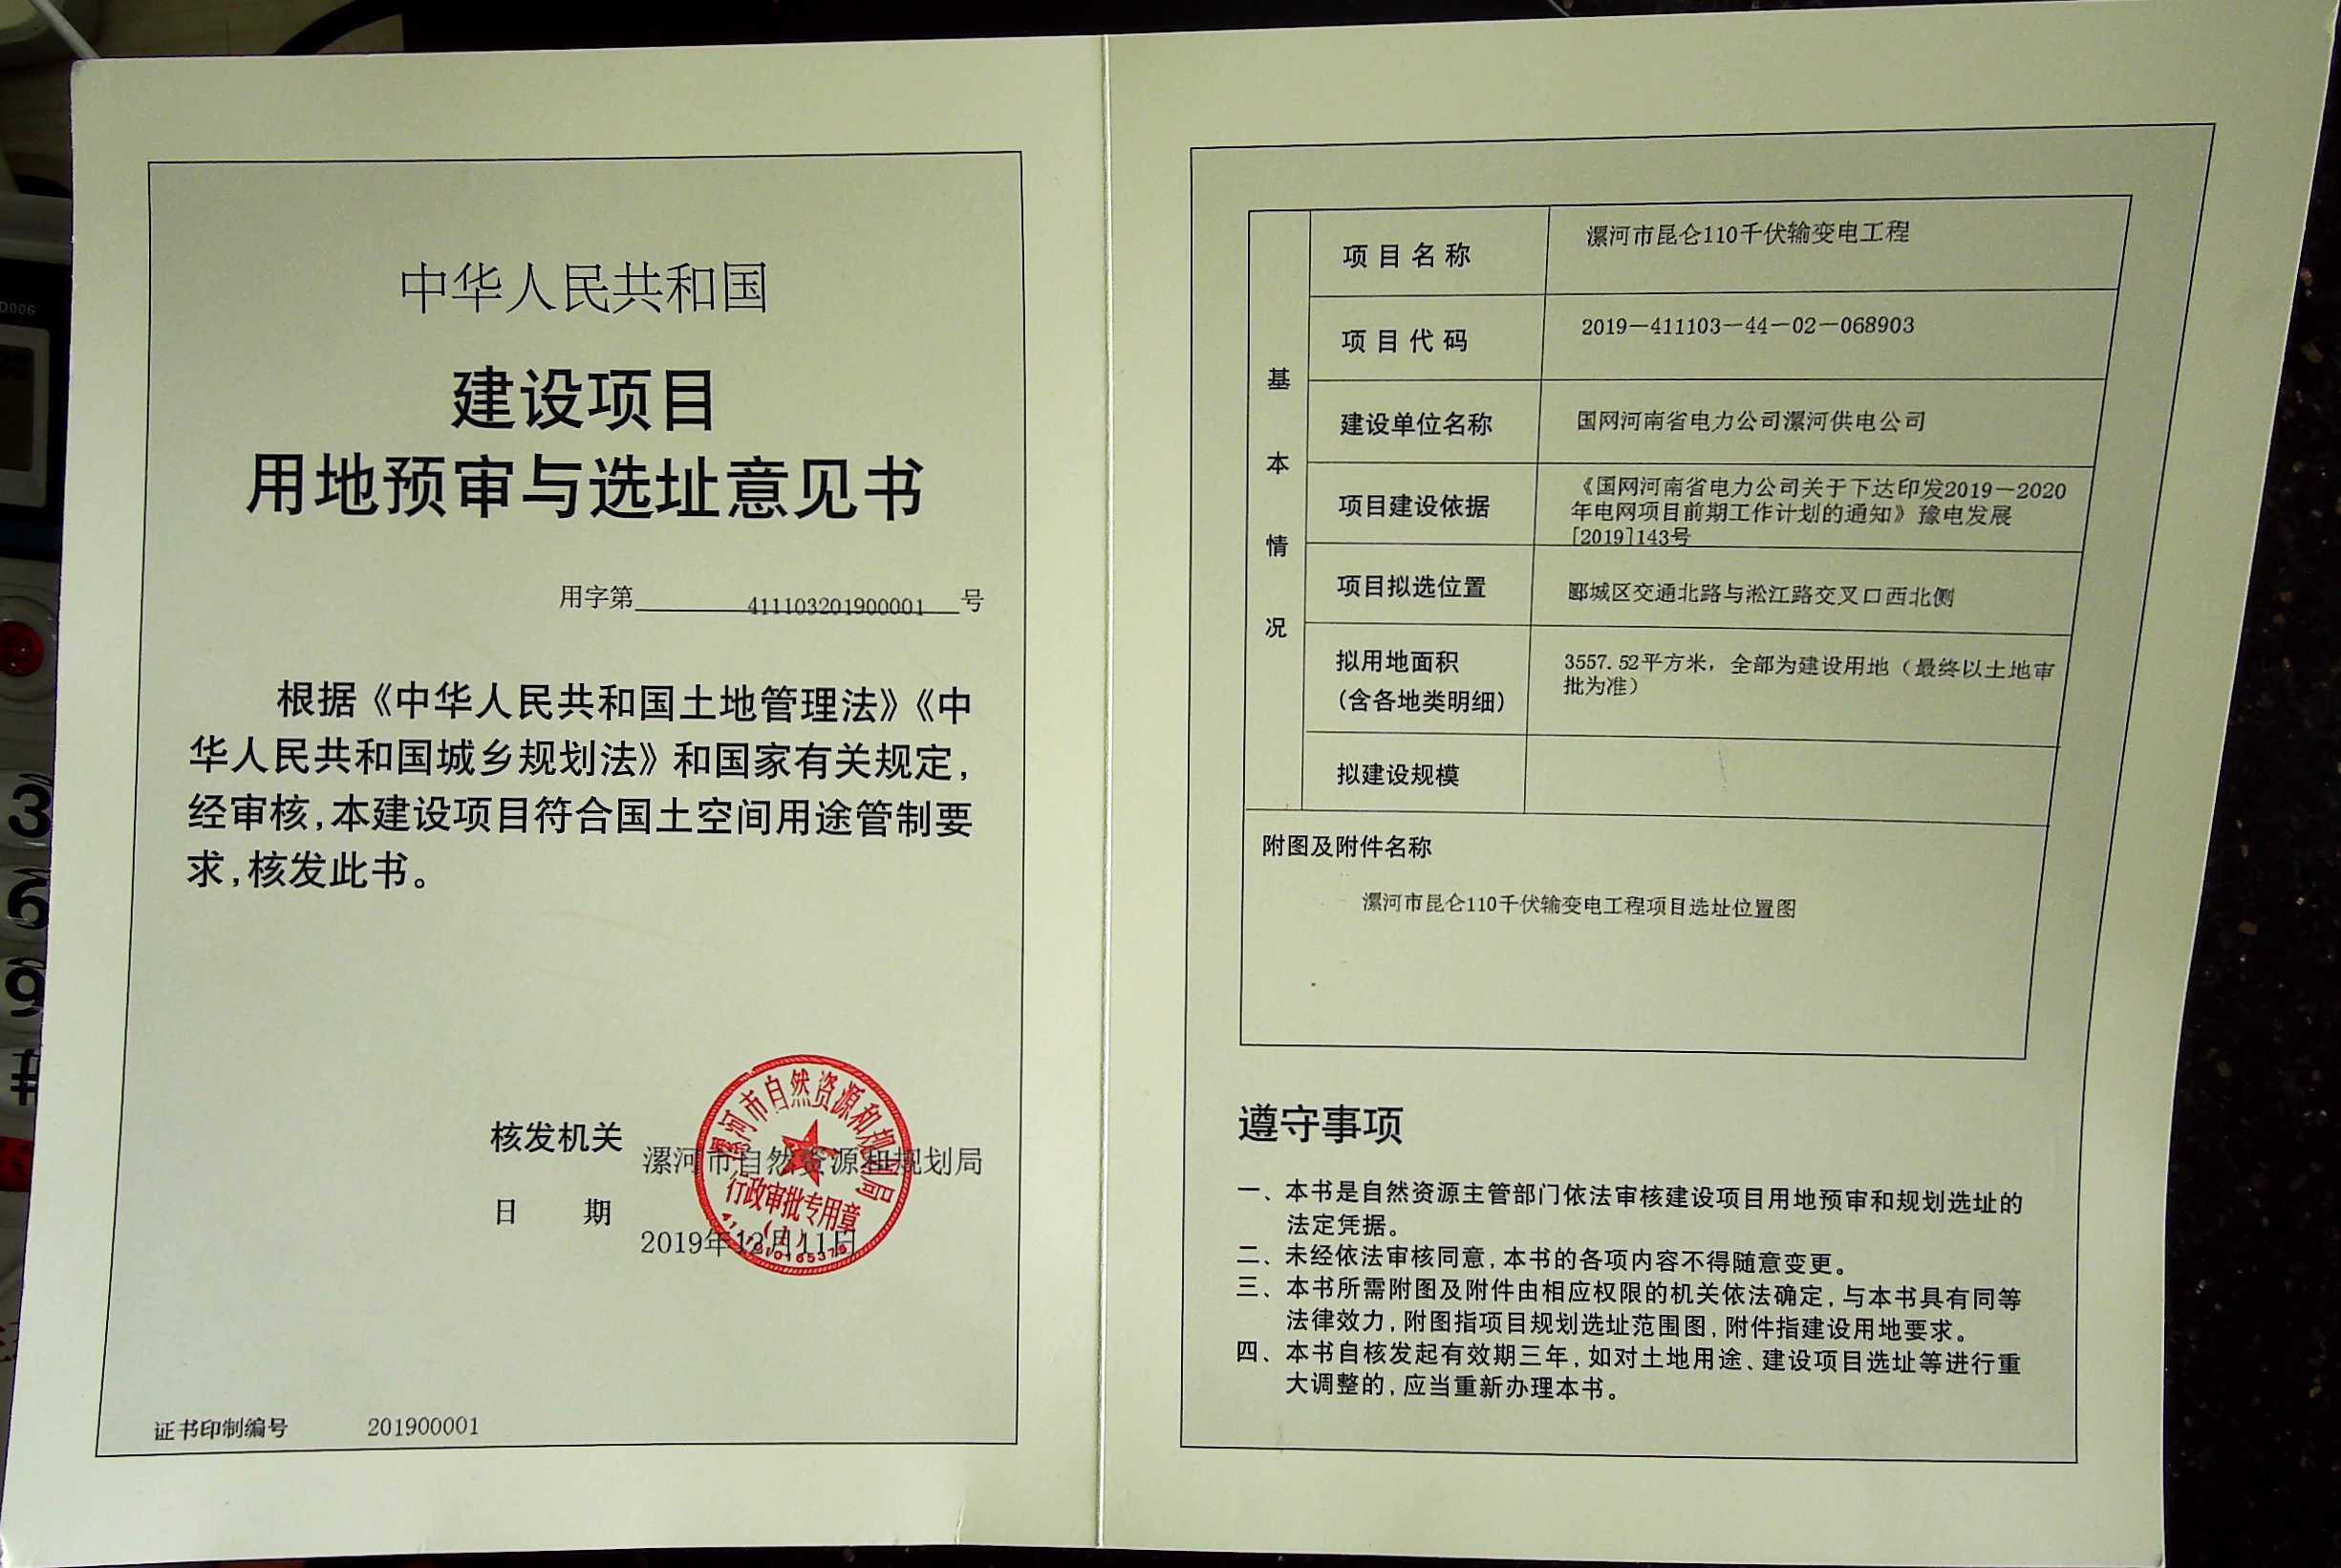 中华人民共和国
建设项目
用地预审与选址意见书
用字第 411103201900001 号
根据《中华人民共和国土地管理法》《中
华人民共和国城乡规划法》和国家有关规定，
经审核，本建设项目符合国土空间用途管制要
求，核发此书。
核发机关
漯河市自然资源和规划局
日 期
2019年12月11日
漯河市自然资源和规划局
行政审批专用章
(1)
证书印制编号 201900001
基本情况
项目名称 漯河市昆仑110千伏输变电工程
项目代码 2019-411103-44-02-068903
建设单位名称 国网河南省电力公司漯河供电公司
项目建设依据
《国网河南省电力公司关于下达印发2019-2020
年电网项目前期工作计划的通知》豫电发展
[2019]143号
项目拟选位置 郾城区交通北路与淞江路交叉口西北侧
拟用地面积
(含各地类明细)
3557.52平方米，全部为建设用地（最终以土地审
批为准）
拟建设规模
附图及附件名称
漯河市昆仑110千伏输变电工程项目选址位置图
遵守事项
一、本书是自然资源主管部门依法审核建设项目用地预审和规划选址的
法定凭据。
二、未经依法审核同意，本书的各项内容不得随意变更。
三、本书所需附图及附件由相应权限的机关依法确定，与本书具有同等
法律效力，附图指项目规划选址范围图，附件指建设用地要求。
四、本书自核发起有效期三年，如对土地用途、建设项目选址等进行重
大调整的，应当重新办理本书。
D006
3
6
9
#